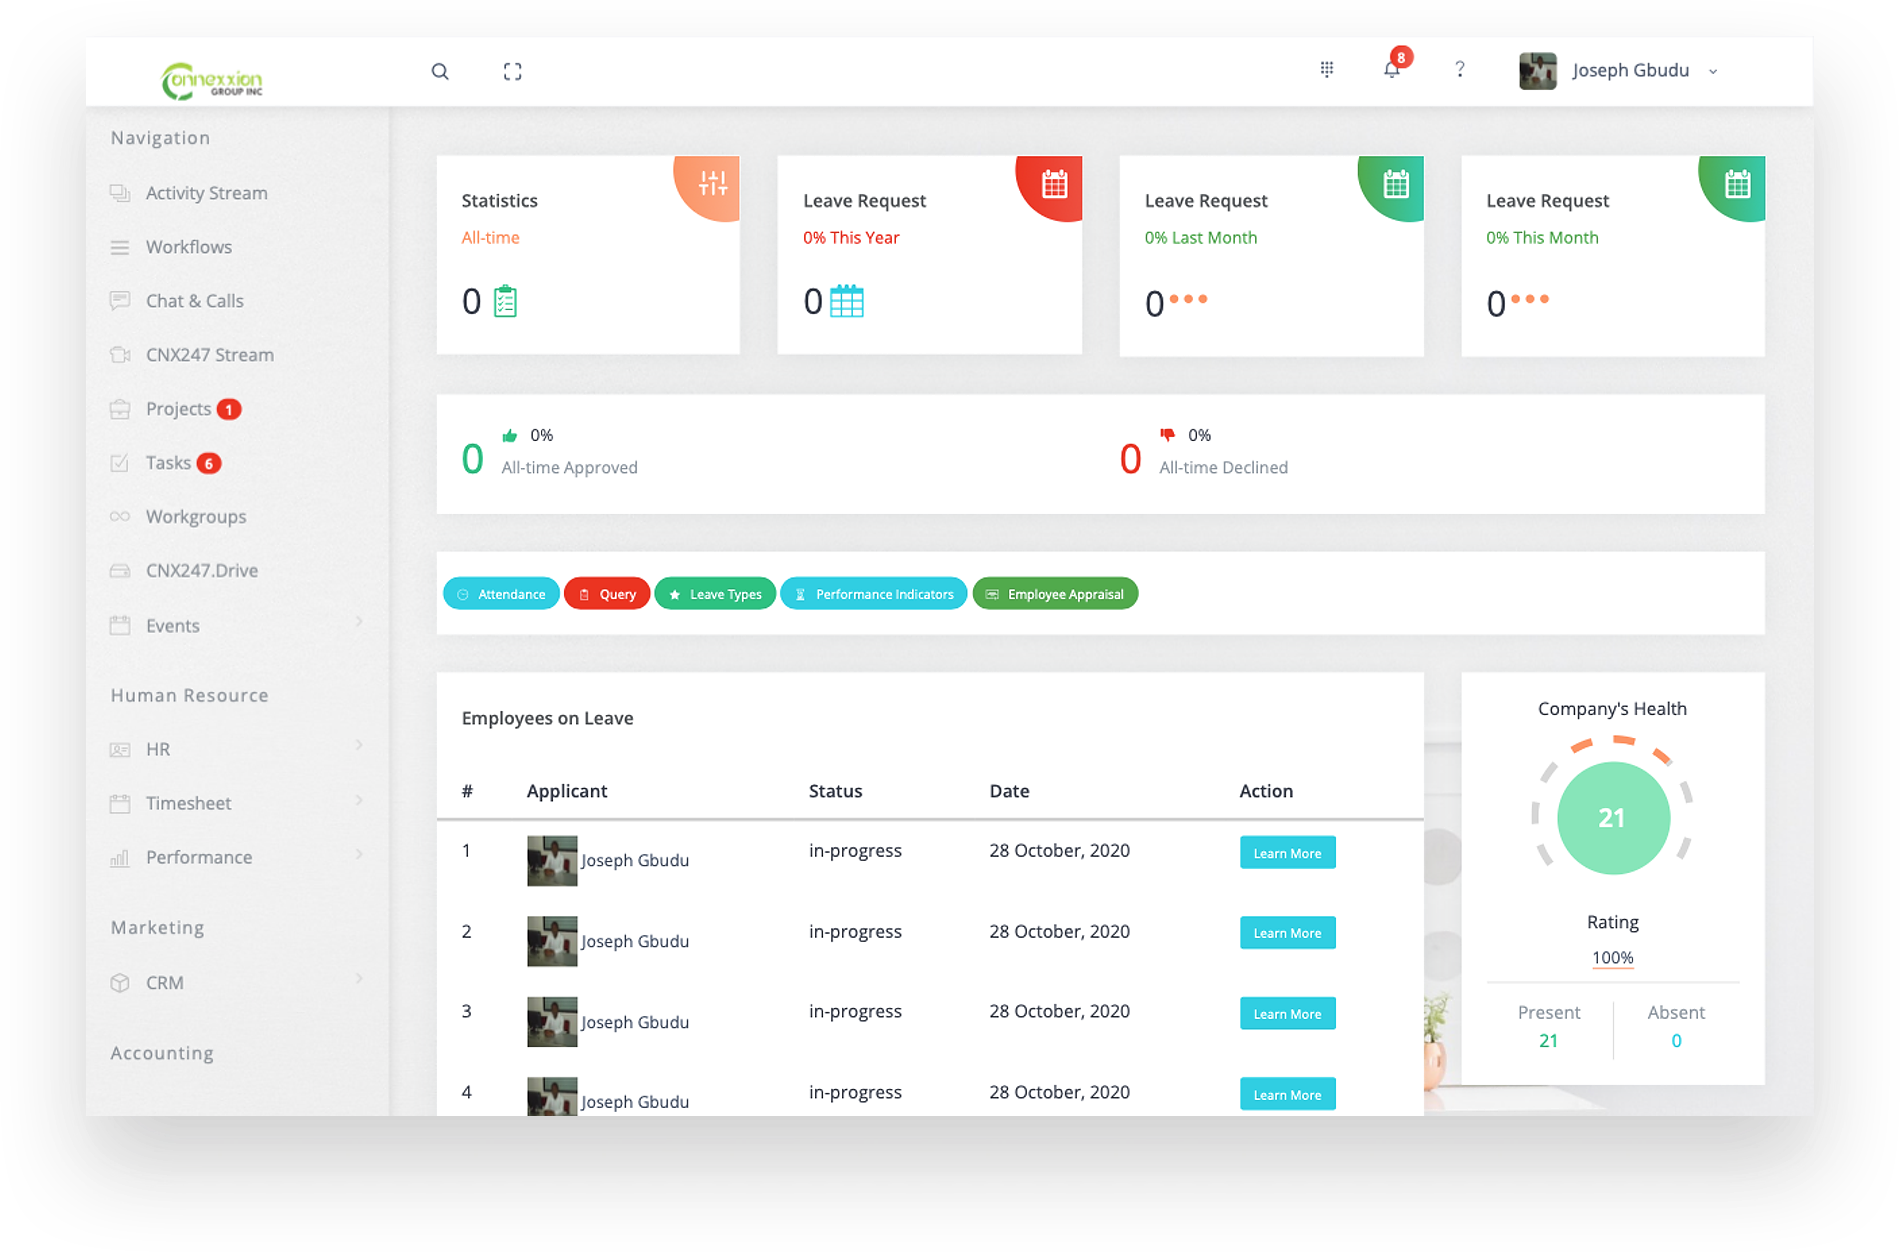 Connexxion
GROUP INC
8
?
Joseph Gbudu
Navigation
Activity Stream
Workflows
Chat & Calls
CNX247 Stream
Projects 1
Tasks 6
Workgroups
CNX247.Drive
Events
Human Resource
HR
Timesheet
Performance
Marketing
CRM
Accounting
Statistics
All-time
0
Leave Request
0% This Year
0
Leave Request
0% Last Month
0
Leave Request
0% This Month
0
0 0%
All-time Approved
0 0%
All-time Declined
Attendance Query Leave Types Performance Indicators Employee Appraisal
Employees on Leave
# Applicant Status Date Action
1 Joseph Gbudu in-progress 28 October, 2020 Learn More
2 Joseph Gbudu in-progress 28 October, 2020 Learn More
3 Joseph Gbudu in-progress 28 October, 2020 Learn More
4 Joseph Gbudu in-progress 28 October, 2020 Learn More
Company's Health
21
Rating
100%
Present Absent
21 0